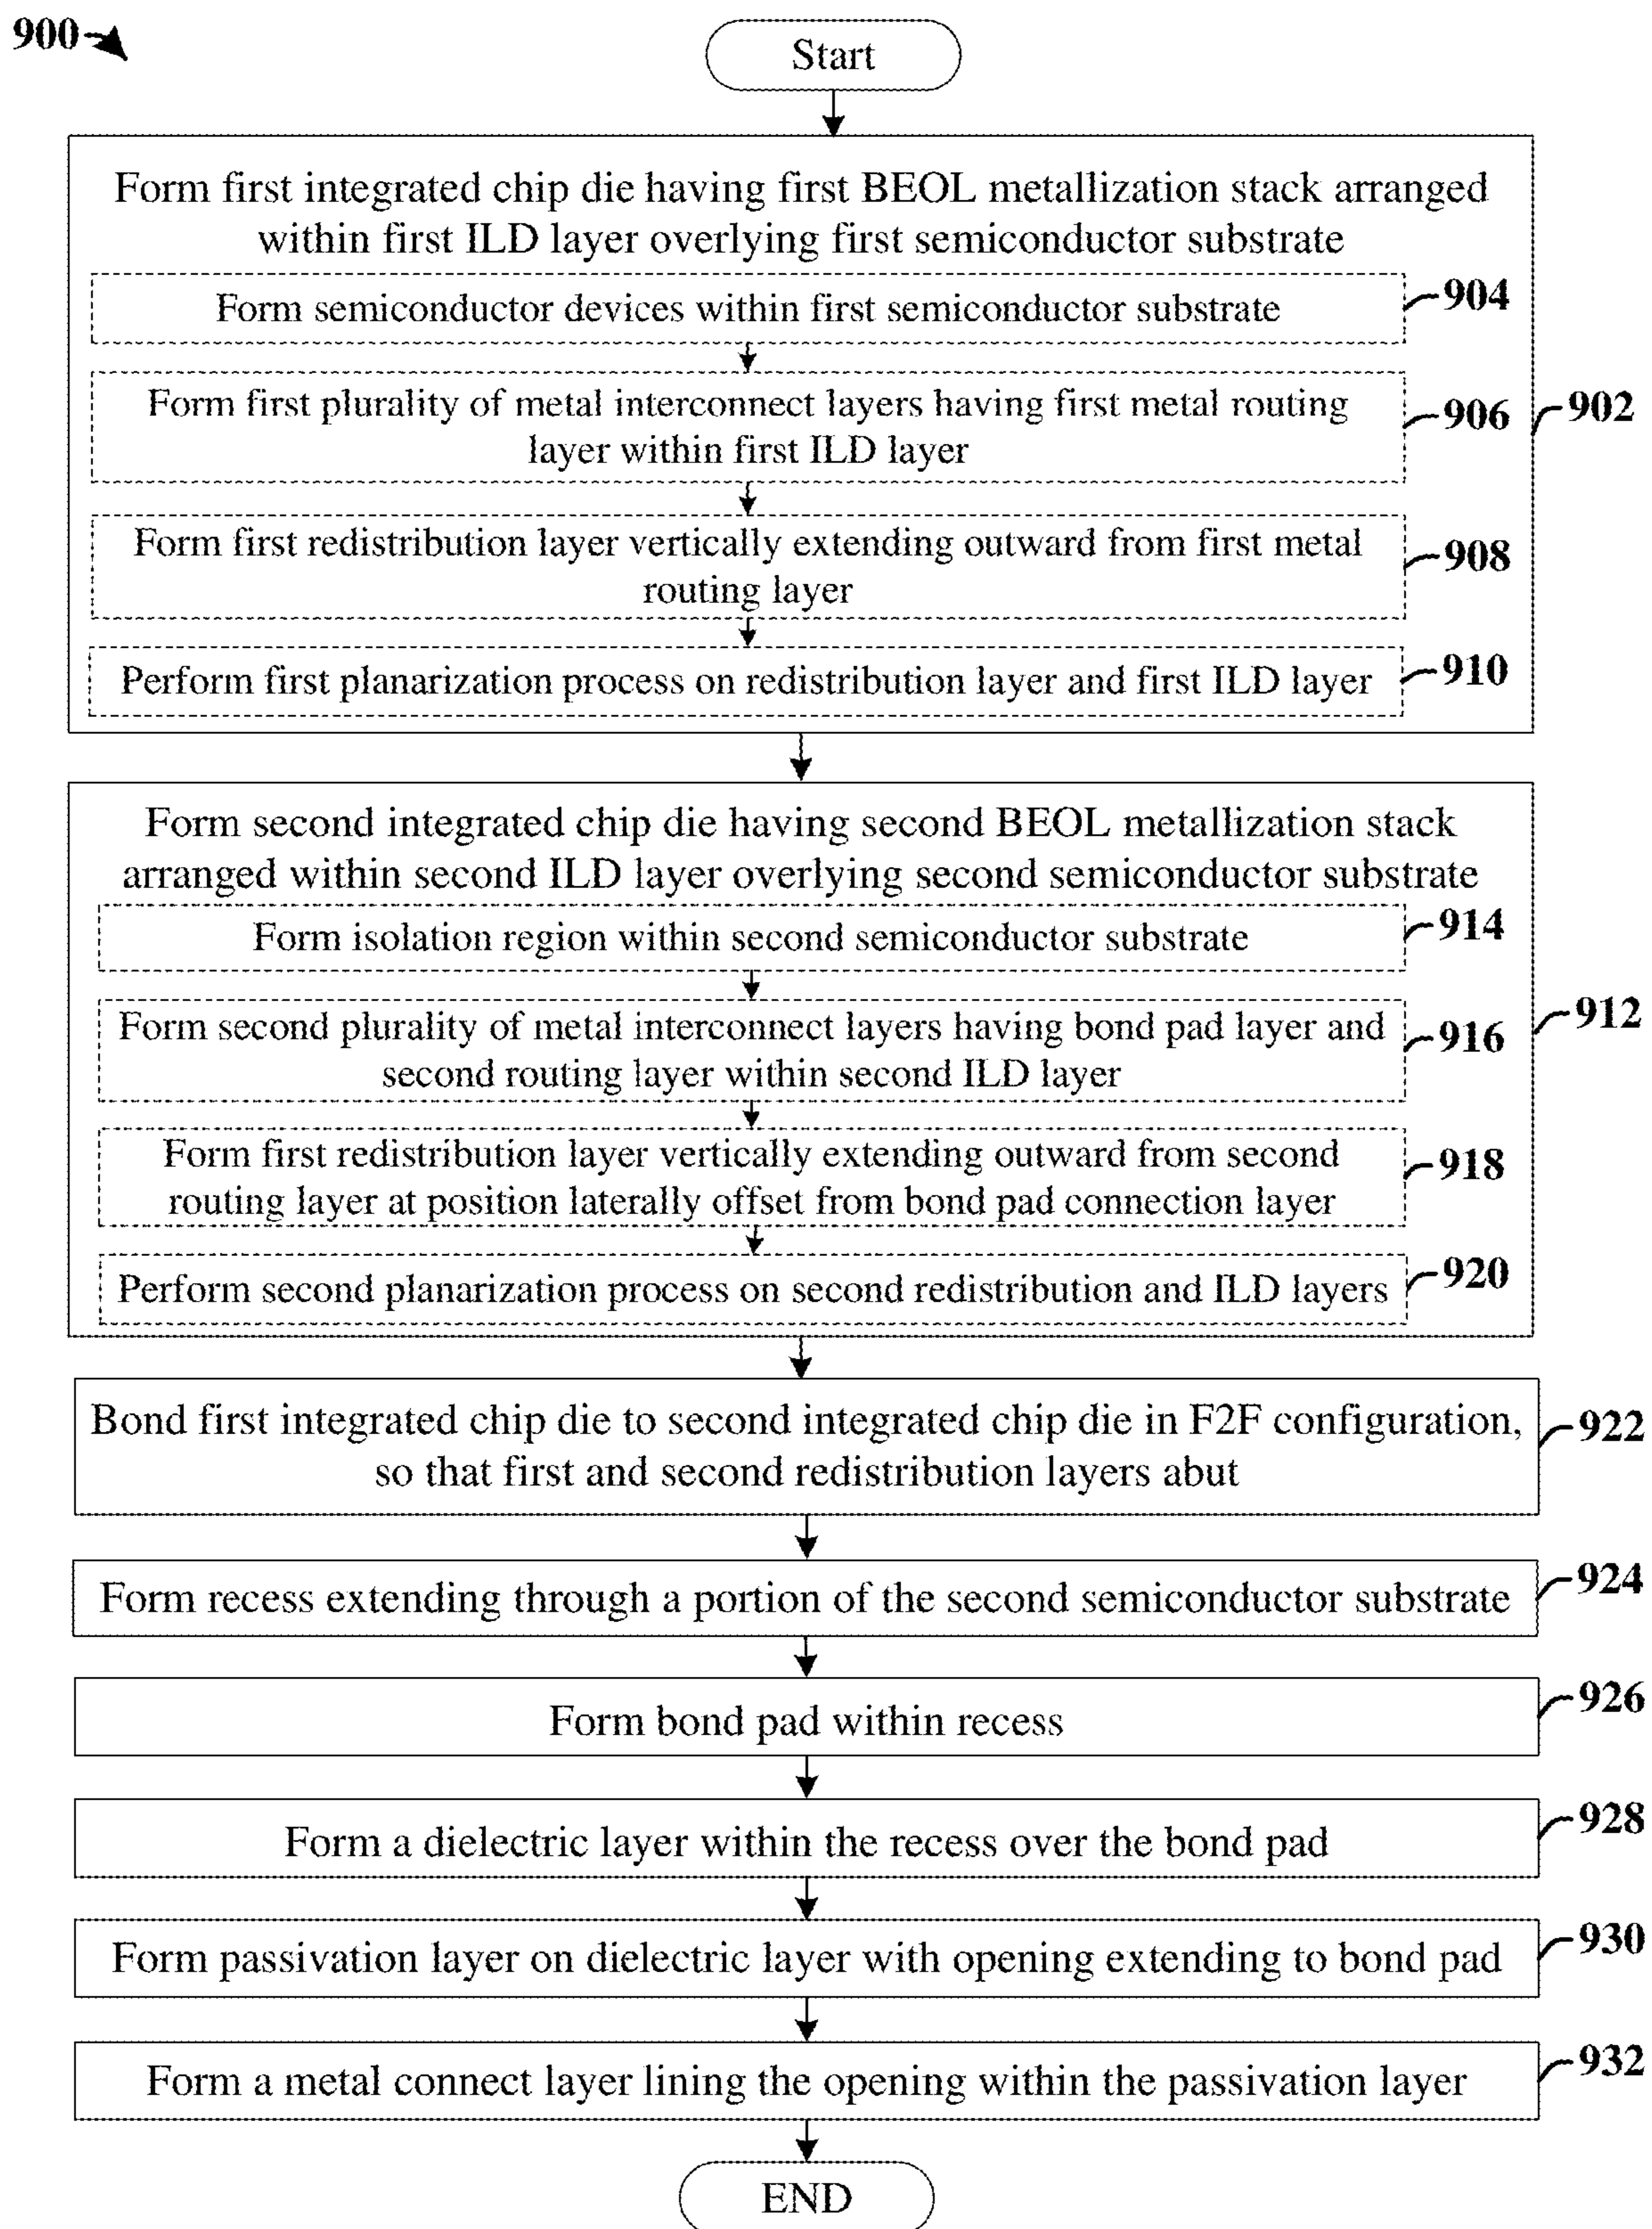 900
Start
Form first integrated chip die having first BEOL metallization stack arranged
within first ILD layer overlying first semiconductor substrate
Form semiconductor devices within first semiconductor substrate
904
Form first plurality of metal interconnect layers having first metal routing
layer within first ILD layer
906
902
Form first redistribution layer vertically extending outward from first metal
routing layer
908
Perform first planarization process on redistribution layer and first ILD layer
910
Form second integrated chip die having second BEOL metallization stack
arranged within second ILD layer overlying second semiconductor substrate
Form isolation region within second semiconductor substrate
914
Form second plurality of metal interconnect layers having bond pad layer and
second routing layer within second ILD layer
916
912
Form first redistribution layer vertically extending outward from second
routing layer at position laterally offset from bond pad connection layer
918
Perform second planarization process on second redistribution and ILD layers
920
Bond first integrated chip die to second integrated chip die in F2F configuration,
so that first and second redistribution layers abut
922
Form recess extending through a portion of the second semiconductor substrate
924
Form bond pad within recess
926
Form a dielectric layer within the recess over the bond pad
928
Form passivation layer on dielectric layer with opening extending to bond pad
930
Form a metal connect layer lining the opening within the passivation layer
932
END